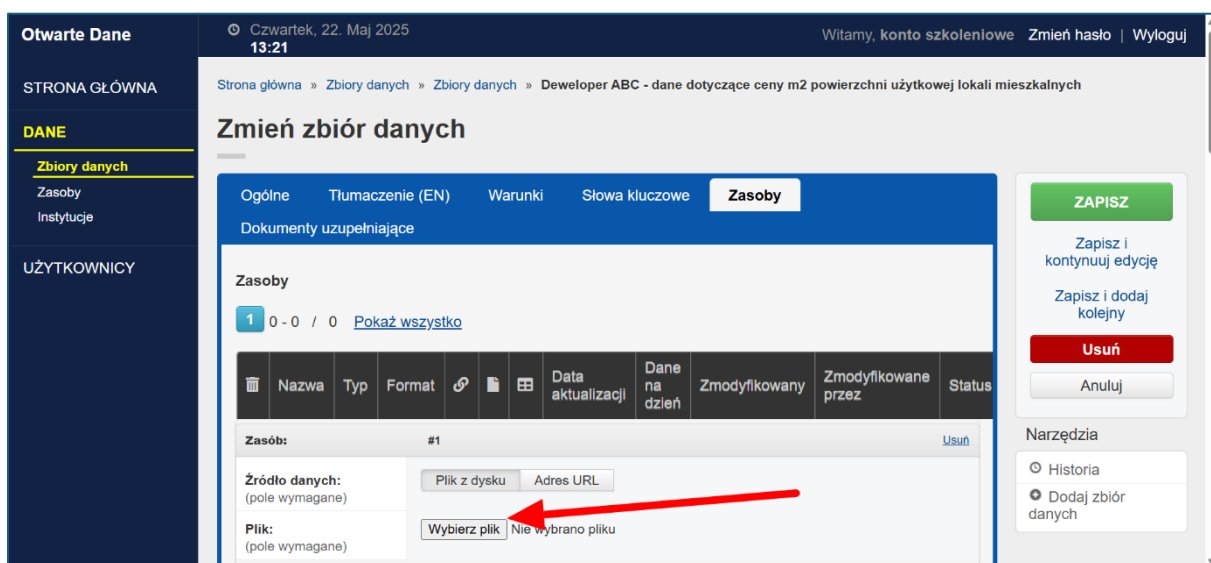 Otwarte Dane
Czwartek, 22. Maj 2025
13:21
Witamy, konto szkoleniowe Zmień hasło | Wyloguj
STRONA GŁÓWNA
DANE
Zbiory danych
Zasoby
Instytucje
UŻYTKOWNICY
Strona główna » Zbiory danych » Zbiory danych » Deweloper ABC - dane dotyczące ceny m2 powierzchni użytkowej lokali mieszkalnych
Zmień zbiór danych
Ogólne Tłumaczenie (EN) Warunki Słowa kluczowe Zasoby
Dokumenty uzupełniające
Zasoby
1 0 - 0 / 0 Pokaż wszystko
Nazwa Typ Format Data aktualizacji Dane na dzień Zmodyfikowany Zmodyfikowane przez Status
Zasób: #1 Usuń
Źródło danych:
(pole wymagane)
Plik z dysku Adres URL
Plik:
(pole wymagane)
Wybierz plik Nie wybrano pliku
ZAPISZ
Zapisz i
kontynuuj edycję
Zapisz i dodaj
kolejny
Usuń
Anuluj
Narzędzia
Historia
Dodaj zbiór
danych